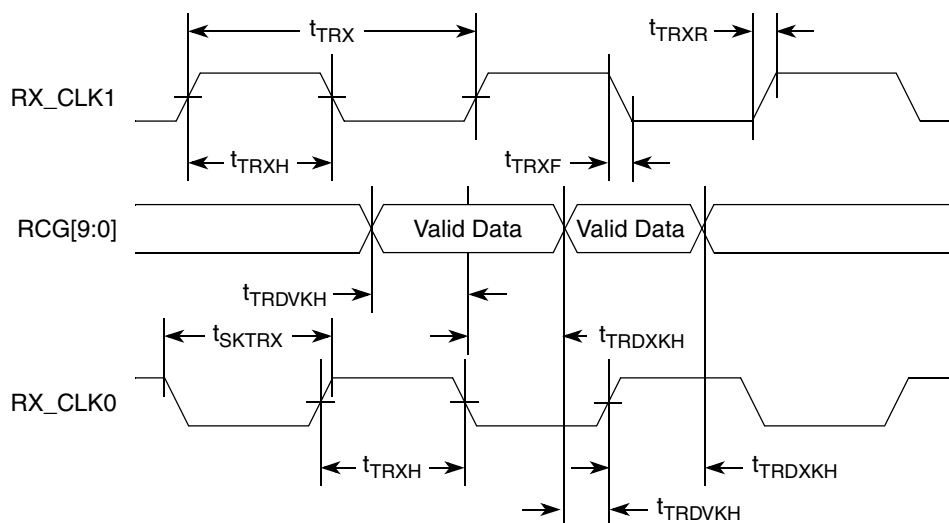 tTRX
tTRXR
RX_CLK1
tTRXH
tTRXF
RCG[9:0]
Valid Data
Valid Data
tTRDVKH
tSKTRX
tTRDXKH
RX_CLK0
tTRXH
tTRDXKH
tTRDVKH